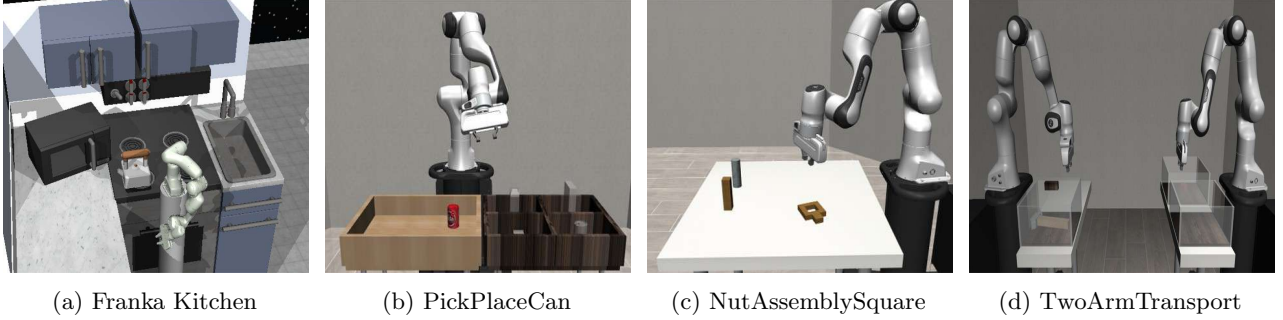 (a) Franka Kitchen
(b) PickPlaceCan
(c) NutAssemblySquare
(d) TwoArmTransport